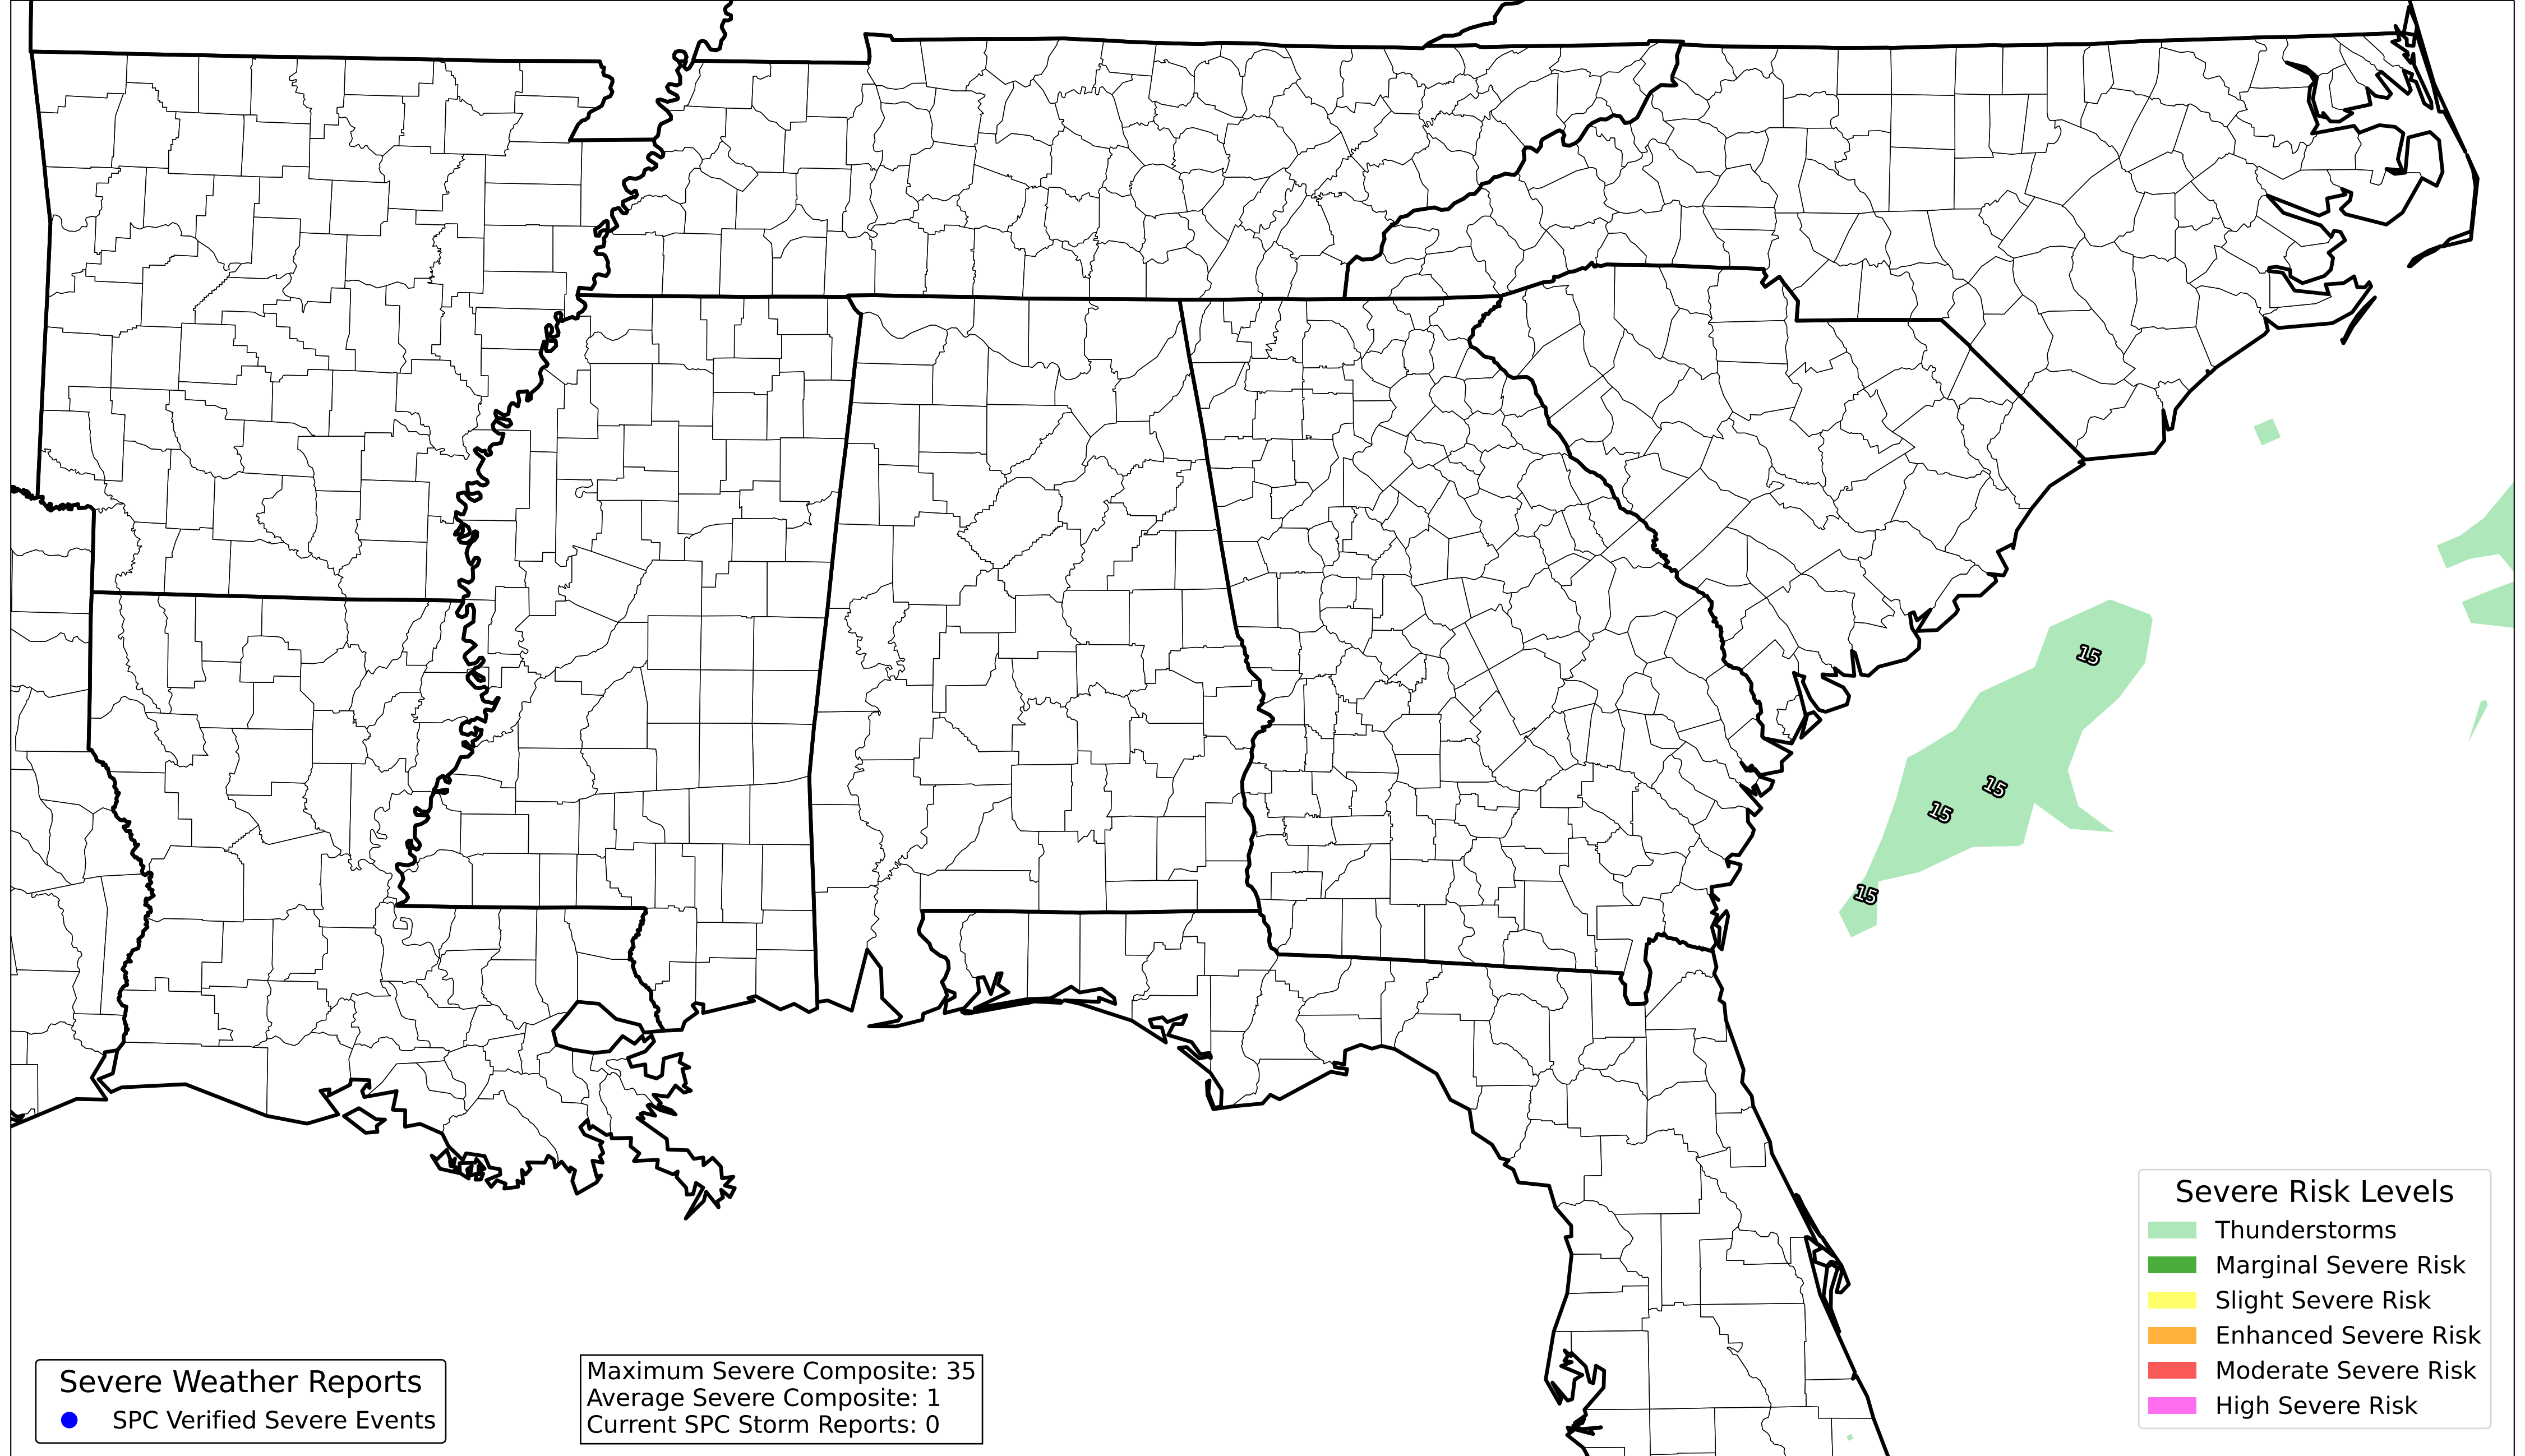 15
15
15
15
Severe Risk Levels
Thunderstorms
Marginal Severe Risk
Slight Severe Risk
Enhanced Severe Risk
Moderate Severe Risk
High Severe Risk
Severe Weather Reports
SPC Verified Severe Events
Maximum Severe Composite: 35
Average Severe Composite: 1
Current SPC Storm Reports: 0